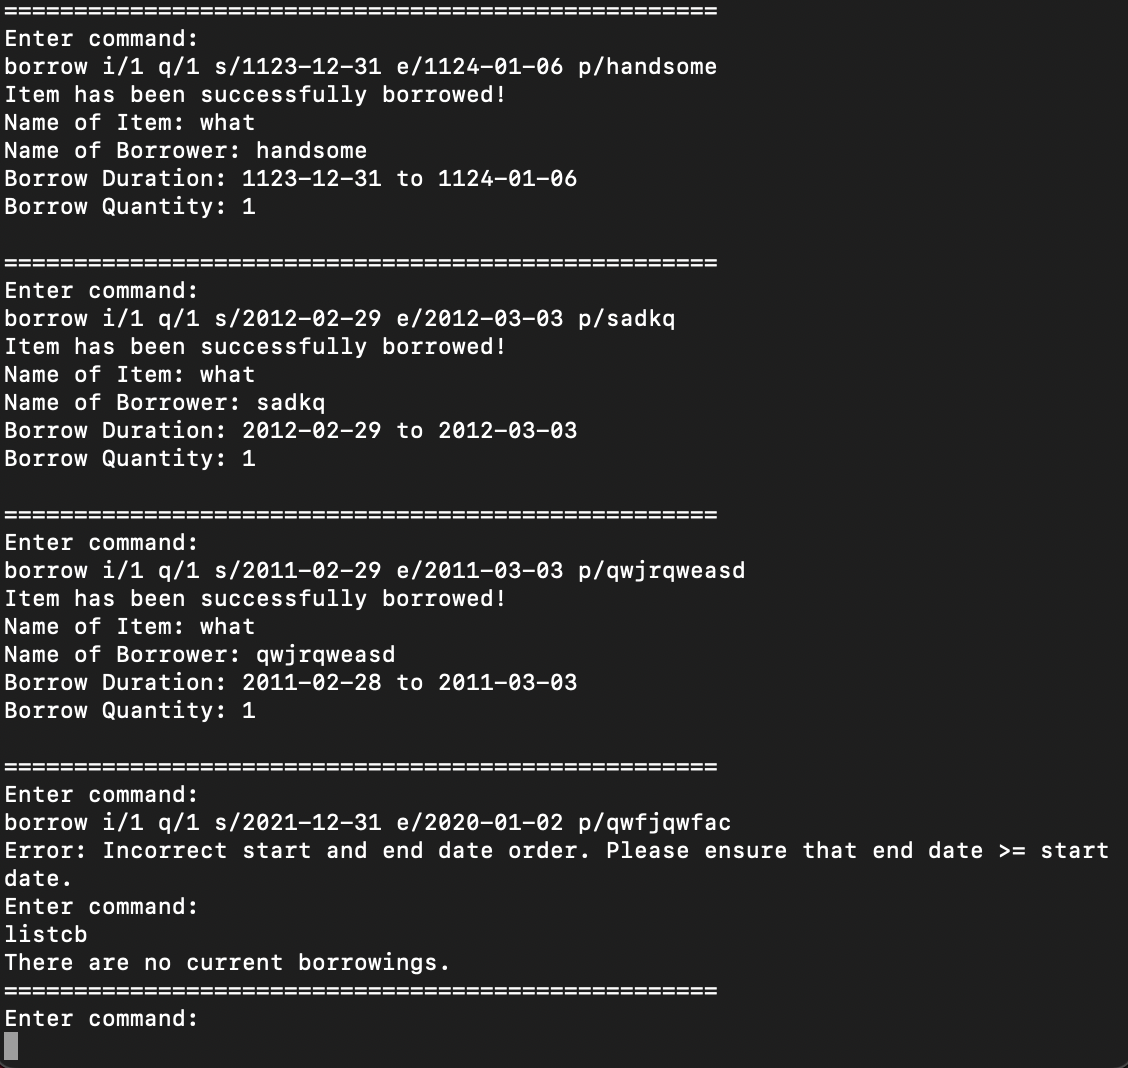 ===================================================
Enter command:
borrow i/1 q/1 s/1123-12-31 e/1124-01-06 p/handsome
Item has been successfully borrowed!
Name of Item: what
Name of Borrower: handsome
Borrow Duration: 1123-12-31 to 1124-01-06
Borrow Quantity: 1
===================================================
Enter command:
borrow i/1 q/1 s/2012-02-29 e/2012-03-03 p/sadkq
Item has been successfully borrowed!
Name of Item: what
Name of Borrower: sadkq
Borrow Duration: 2012-02-29 to 2012-03-03
Borrow Quantity: 1
===================================================
Enter command:
borrow i/1 q/1 s/2011-02-29 e/2011-03-03 p/qwjrqweasd
Item has been successfully borrowed!
Name of Item: what
Name of Borrower: qwjrqweasd
Borrow Duration: 2011-02-28 to 2011-03-03
Borrow Quantity: 1
===================================================
Enter command:
borrow i/1 q/1 s/2021-12-31 e/2020-01-02 p/qwfjqwfac
Error: Incorrect start and end date order. Please ensure that end date >= start
date.
Enter command:
listcb
There are no current borrowings.
===================================================
Enter command: